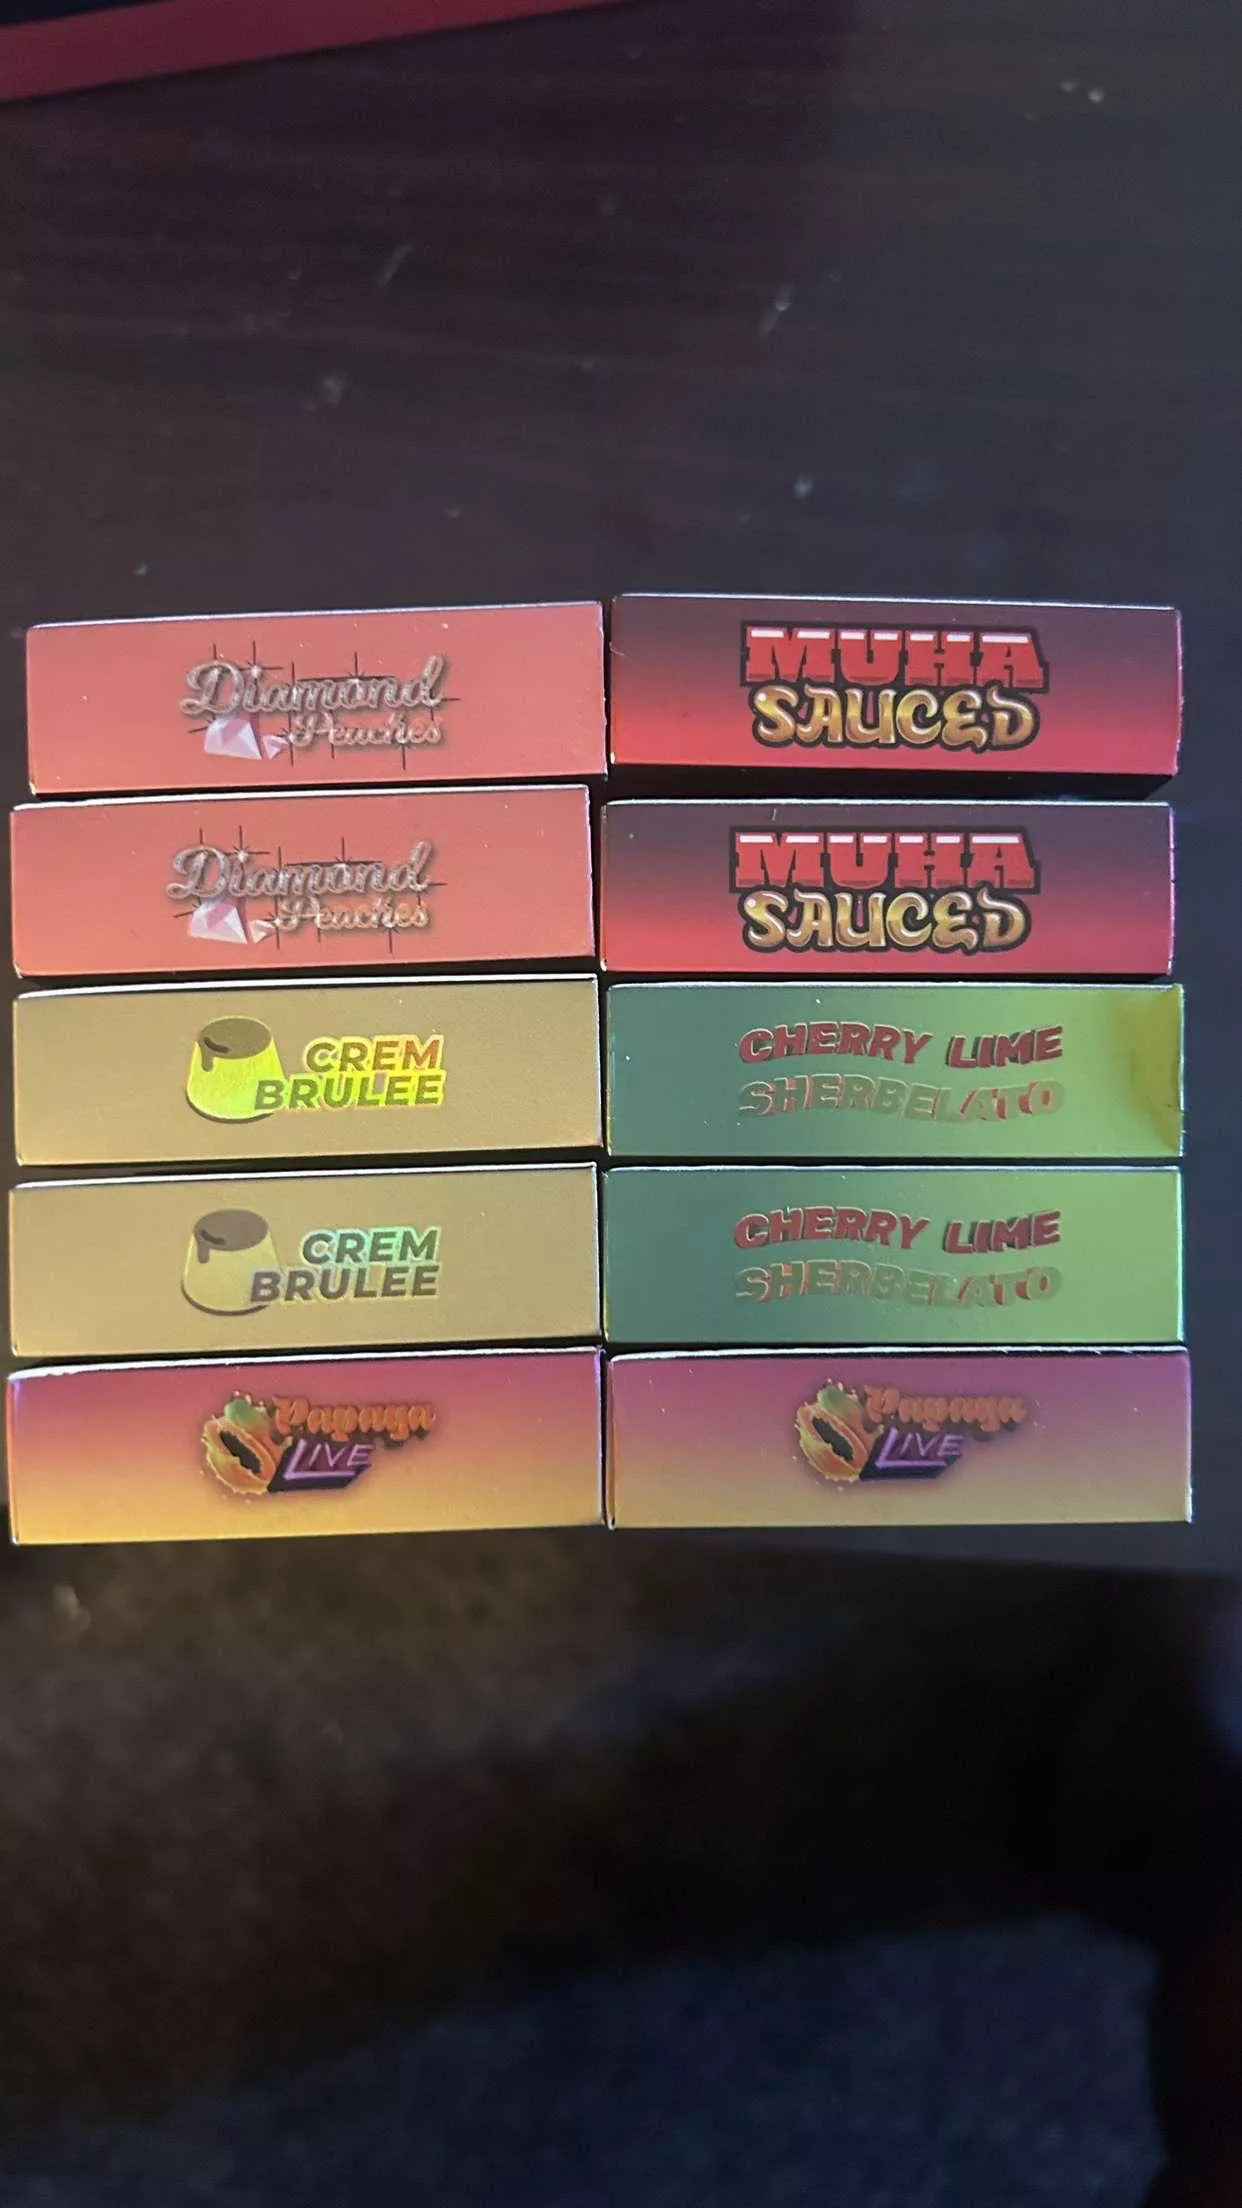 Diamond
Peaches
MUHA
SAUCED
Diamond
Peaches
MUHA
SAUCED
CREM
BRULEE
CHERRY LIME
SHERBELATO
CREM
BRULEE
CHERRY LIME
SHERBELATO
Papaya
LIVE
Papaya
LIVE